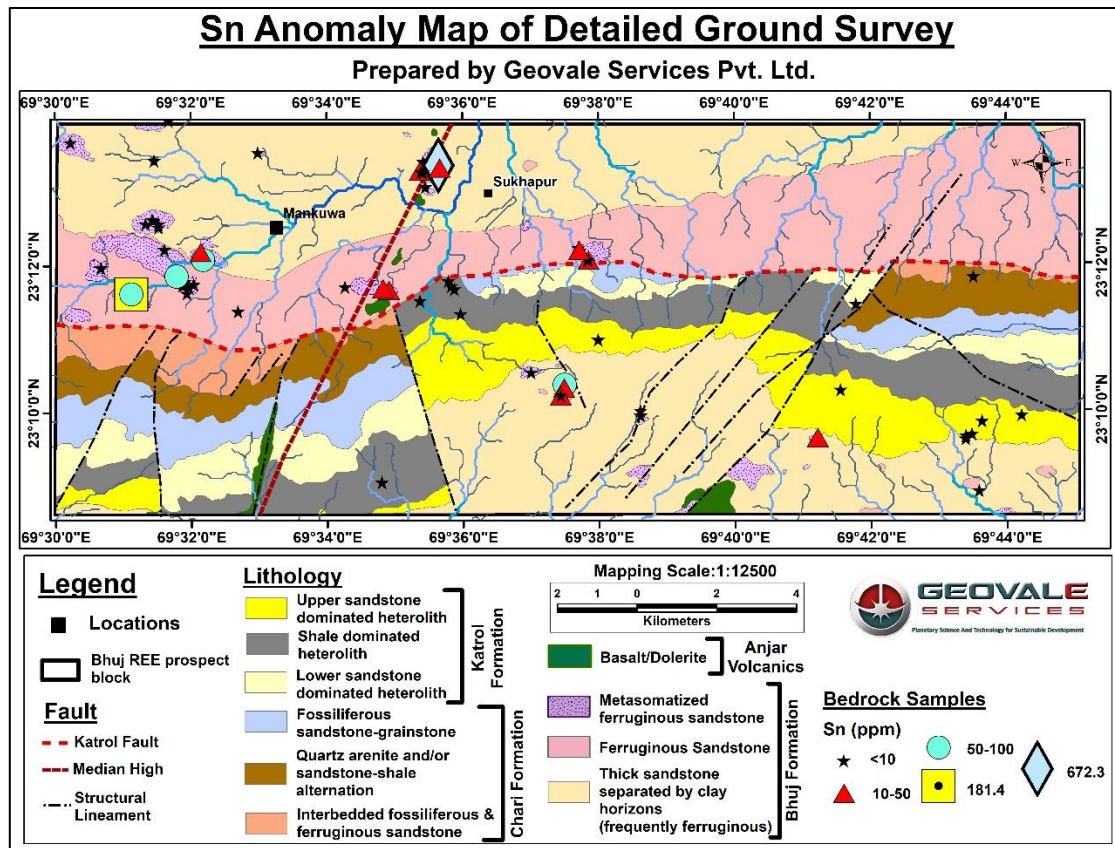 Sn Anomaly Map of Detailed Ground Survey
Prepared by Geovale Services Pvt. Ltd.
69°30'0"E 69°32'0"E 69°34'0"E 69°36'0"E 69°38'0"E 69°40'0"E 69°42'0"E 69°44'0"E
W E
S
Sukhapur
Mankuwa
23°12'0"N 23°12'0"N
23°10'0"N 23°10'0"N
69°30'0"E 69°32'0"E 69°34'0"E 69°36'0"E 69°38'0"E 69°40'0"E 69°42'0"E 69°44'0"E
Legend
Locations
Bhuj REE prospect
block
Fault
Katrol Fault
Median High
Structural
Lineament
Lithology
Upper sandstone
dominated heterolith
Shale dominated
heterolith
Lower sandstone
dominated heterolith
Katrol
Formation
Fossiliferous
sandstone-grainstone
Quartz arenite and/or
sandstone-shale
alternation
Interbedded fossiliferous &
ferruginous sandstone
Chari Formation
Mapping Scale:1:12500
2 1 0 2 4
Kilometers
Basalt/Dolerite
Anjar
Volcanics
Metasomatized
ferruginous sandstone
Ferruginous Sandstone
Thick sandstone
separated by clay
horizons
(frequently ferruginous)
Bhuj Formation
GEOVALE
SERVICES
Planetary Science And Technology for Sustainable Development
Bedrock Samples
Sn (ppm)
<10
10-50
50-100
181.4
672.3